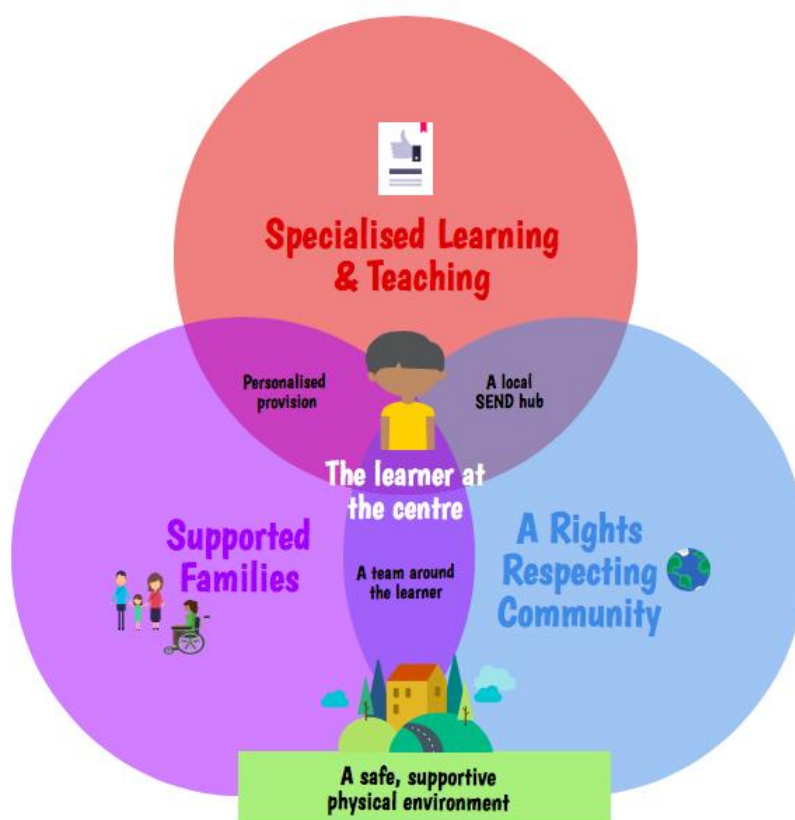 Specialised Learning
& Teaching
Personalised
provision
A local
SEND hub
The learner at
the centre
Supported
Families
A team around
the learner
A Rights
Respecting
Community
A safe, supportive
physical environment